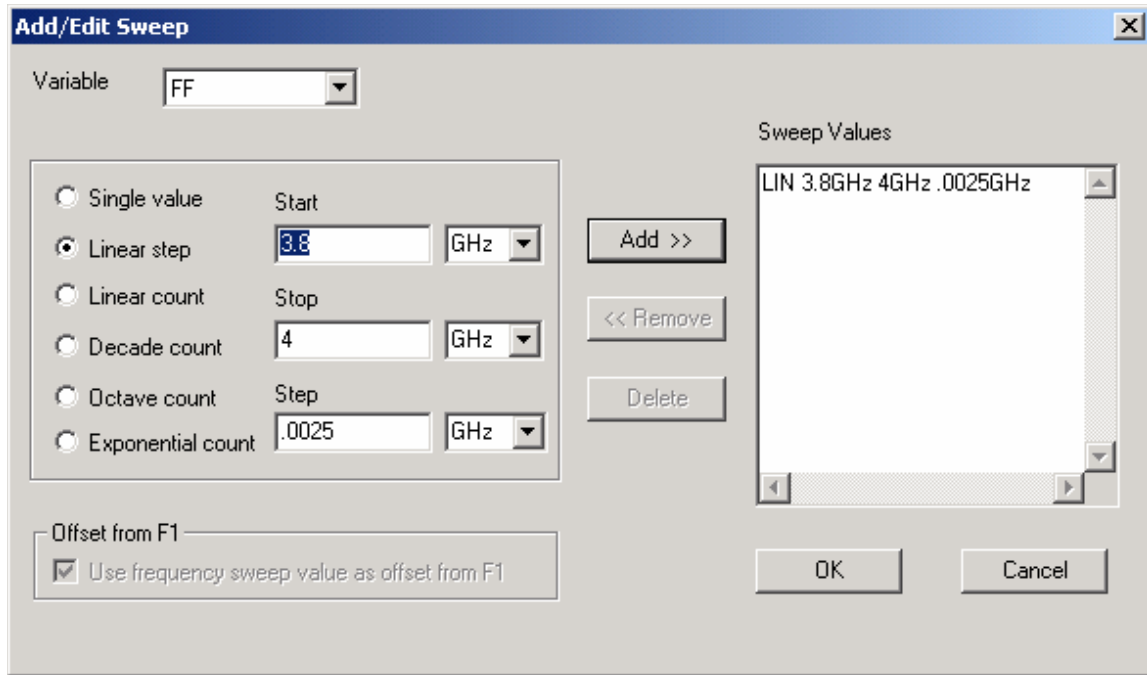 Add/Edit Sweep
Variable
FF
Single value
Linear step
Linear count
Decade count
Octave count
Exponential count
Start
3.8
GHz
Stop
4
GHz
Step
.0025
GHz
Add >>
<< Remove
Delete
Sweep Values
LIN 3.8GHz 4GHz .0025GHz
Offset from F1
Use frequency sweep value as offset from F1
OK
Cancel